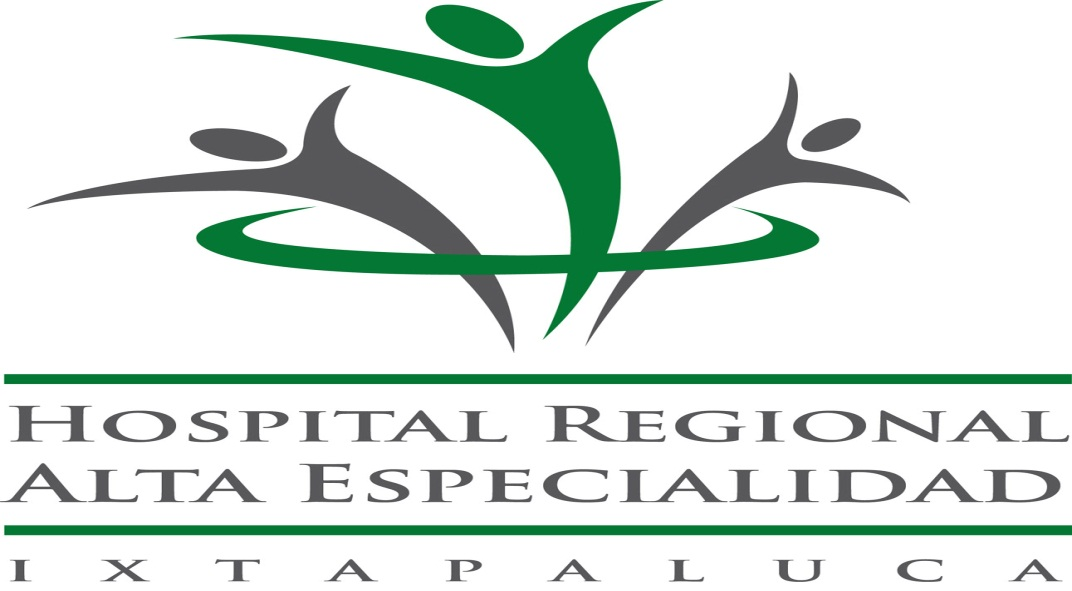 HOSPITAL REGIONAL
ALTA ESPECIALIDAD
IXTAPALUCA